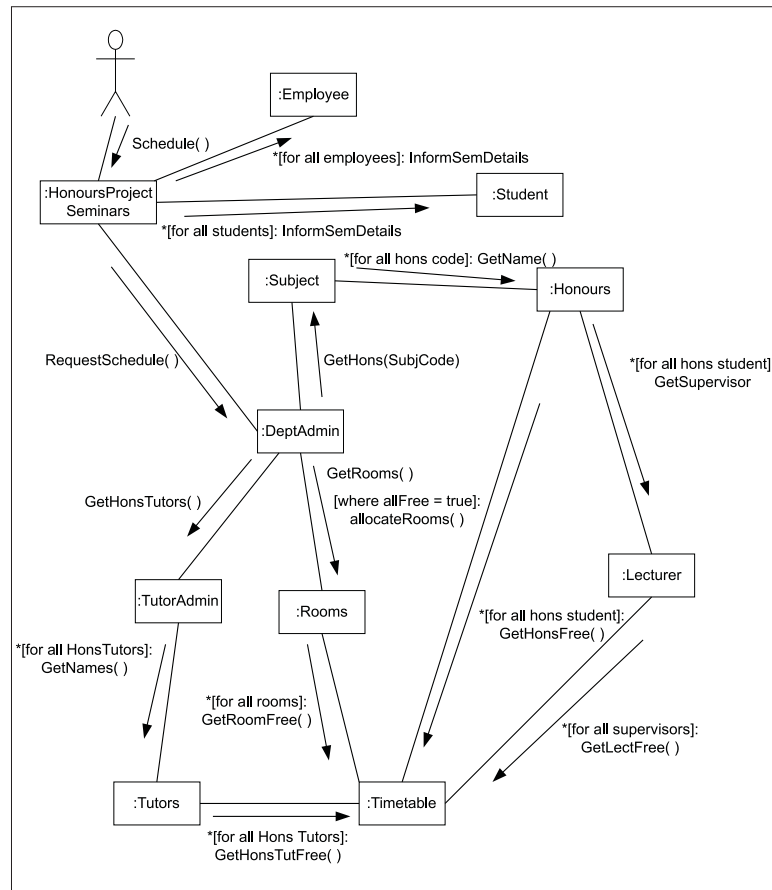 :Employee
Schedule( )
*[for all employees]: InformSemDetails
:HonoursProject
Seminars
:Student
*[for all students]: InformSemDetails
*[for all hons code]: GetName( )
:Subject
:Honours
RequestSchedule( )
GetHons(SubjCode)
*[for all hons student]
GetSupervisor
:DeptAdmin
GetRooms( )
GetHonsTutors( )
[where allFree = true]:
allocateRooms( )
:Lecturer
:TutorAdmin
:Rooms
*[for all hons student]:
GetHonsFree( )
*[for all HonsTutors]:
GetNames( )
*[for all rooms]:
GetRoomFree( )
*[for all supervisors]:
GetLectFree( )
:Tutors
:Timetable
*[for all Hons Tutors]:
GetHonsTutFree( )